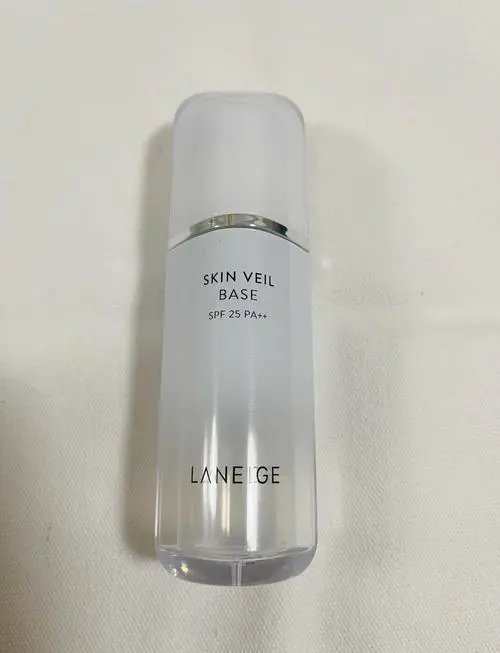 SKIN VEIL
BASE
SPF 25 PA++
LANEIGE